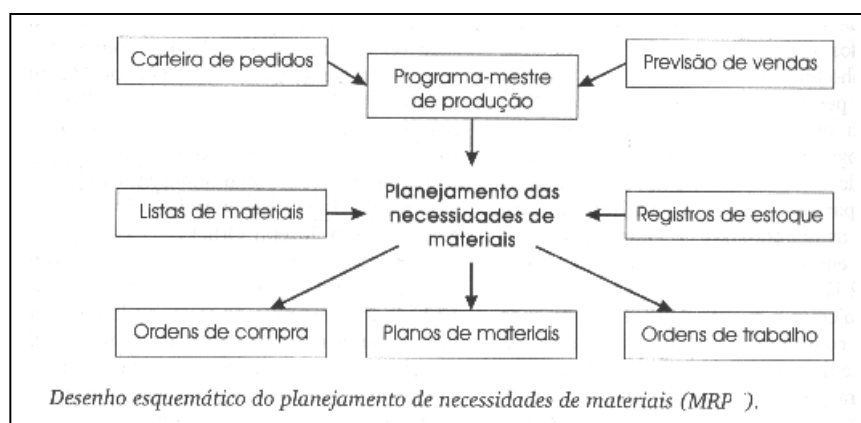 Carteira de pedidos
Programa-mestre
de produção
Previsão de vendas
Listas de materiais
Planejamento das
necessidades de
materiais
Registros de estoque
Ordens de compra
Planos de materiais
Ordens de trabalho
Desenho esquemático do planejamento de necessidades de materiais (MRP ).